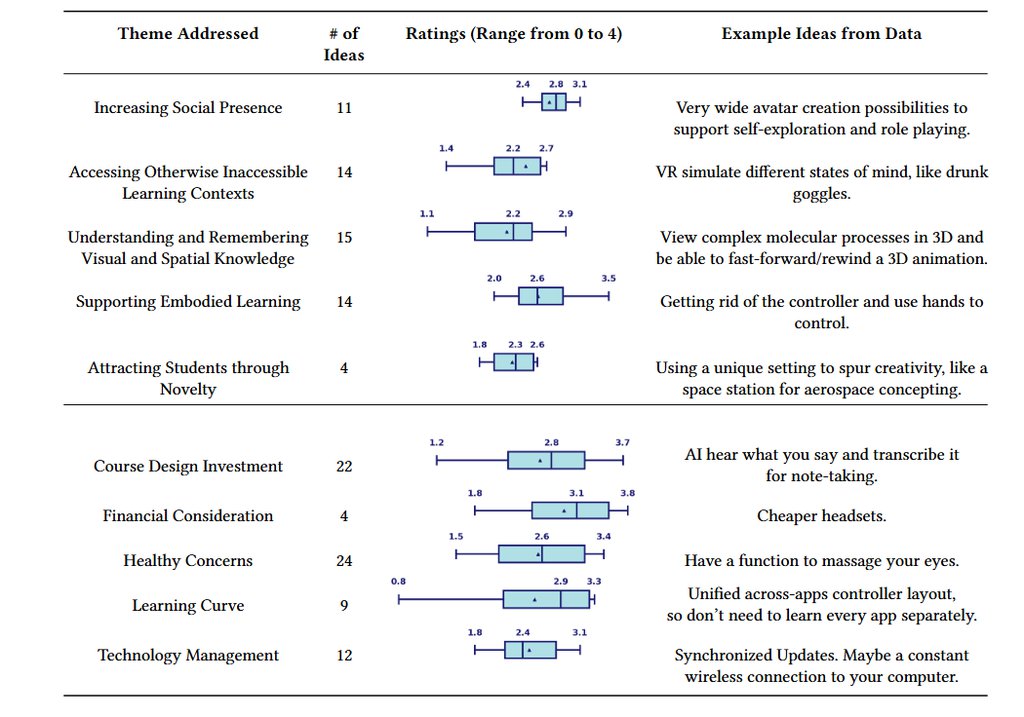 Theme Addressed
# of
Ideas
Ratings (Range from 0 to 4)
Example Ideas from Data
Increasing Social Presence
11
2.4 2.8 3.1
Very wide avatar creation possibilities to
support self-exploration and role playing.
Accessing Otherwise Inaccessible
Learning Contexts
14
1.4 2.2 2.7
VR simulate different states of mind, like drunk
goggles.
Understanding and Remembering
Visual and Spatial Knowledge
15
1.1 2.2 2.9
View complex molecular processes in 3D and
be able to fast-forward/rewind a 3D animation.
Supporting Embodied Learning
14
2.0 2.6 3.5
Getting rid of the controller and use hands to
control.
Attracting Students through
Novelty
4
1.8 2.3 2.6
Using a unique setting to spur creativity, like a
space station for aerospace concepting.
Course Design Investment
22
1.2 2.8 3.7
AI hear what you say and transcribe it
for note-taking.
Financial Consideration
4
1.8 3.1 3.8
Cheaper headsets.
Healthy Concerns
24
1.5 2.6 3.4
Have a function to massage your eyes.
Learning Curve
9
0.8 2.9 3.3
Unified across-apps controller layout,
so don't need to learn every app separately.
Technology Management
12
1.8 2.4 3.1
Synchronized Updates. Maybe a constant
wireless connection to your computer.